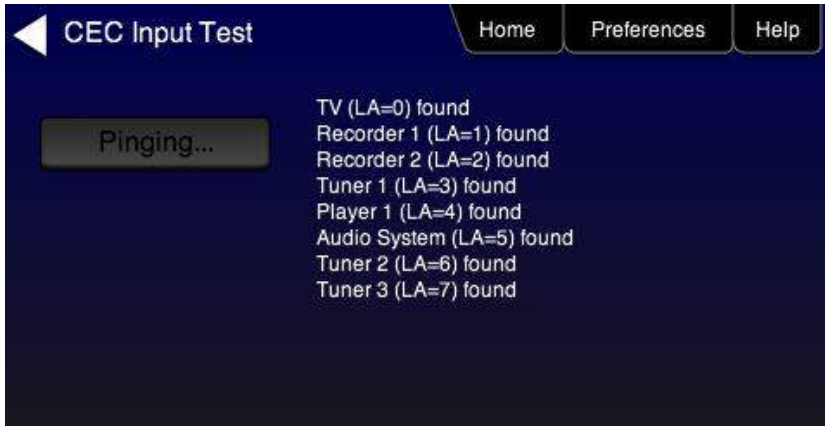 CEC Input Test
Home
Preferences
Help
Pinging...
TV (LA=0) found
Recorder 1 (LA=1) found
Recorder 2 (LA=2) found
Tuner 1 (LA=3) found
Player 1 (LA=4) found
Audio System (LA=5) found
Tuner 2 (LA=6) found
Tuner 3 (LA=7) found